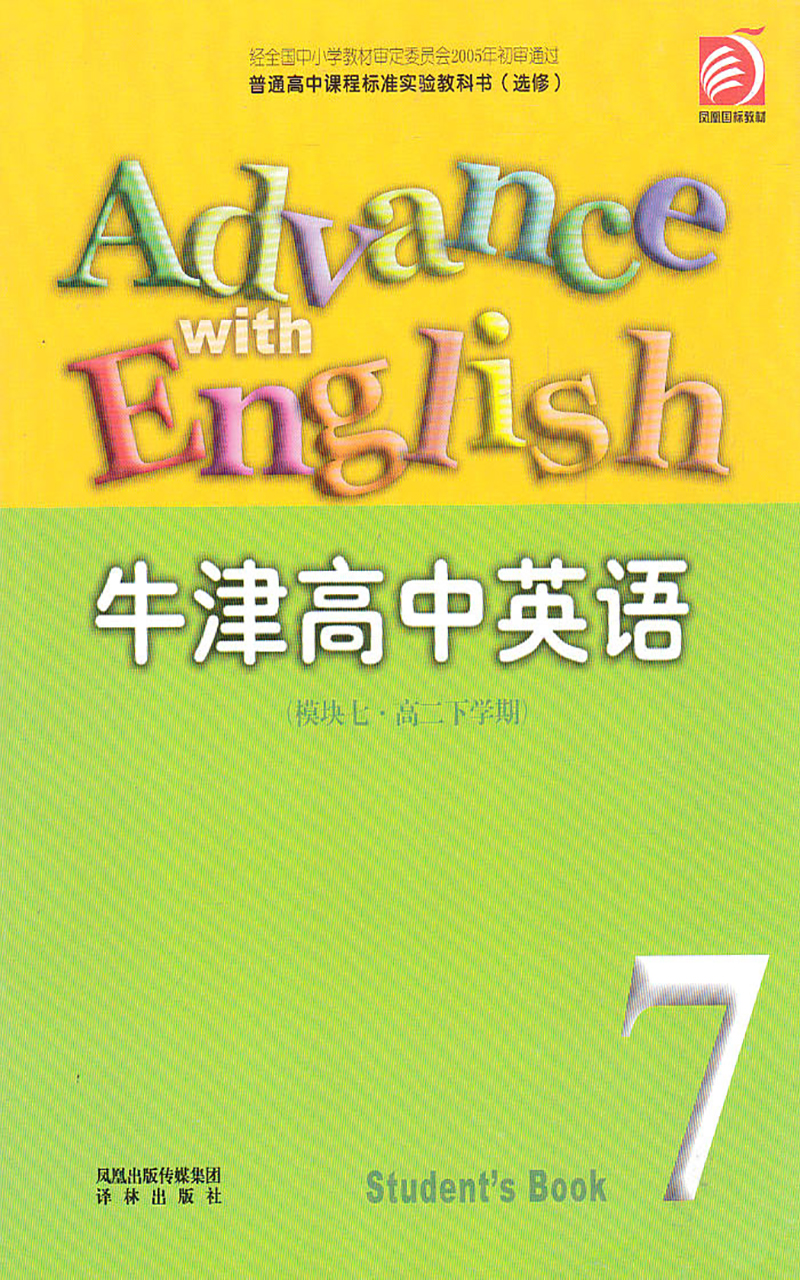 经全国中小学教材审定委员会2005年初审通过
普通高中课程标准实验教科书（选修）
凤凰国标教材
Advance
with
English
牛津高中英语
（模块七·高二下学期）
7
凤凰出版传媒集团
译林出版社
Student's Book